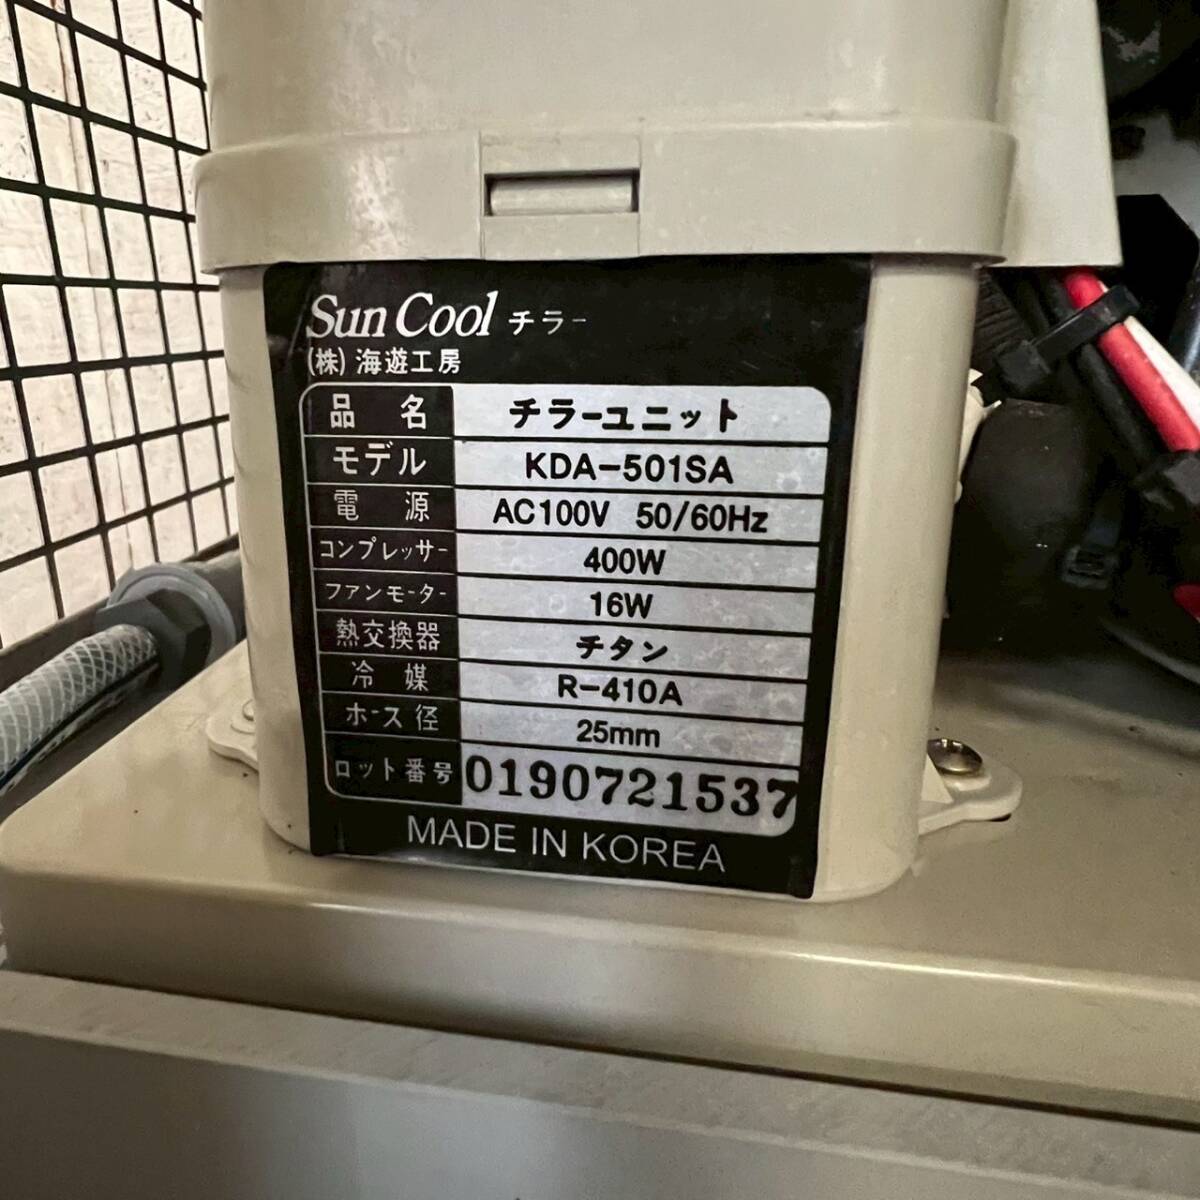 Sun Cool チラー
(株) 海遊工房
品 名 チラーユニット
モデル KDA-501SA
電 源 AC100V 50/60Hz
コンプレッサー 400W
ファンモーター 16W
熱交換器 チタン
冷 媒 R-410A
ホース径 25mm
ロット番号 0190721537
MADE IN KOREA